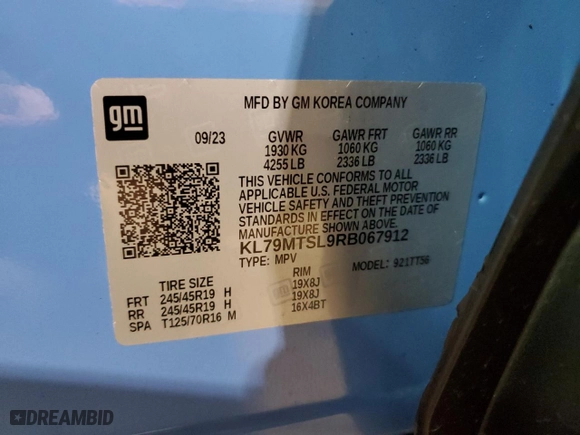 gm
MFD BY GM KOREA COMPANY
09/23 GVWR GAWR FRT GAWR RR
1930 KG 1060 KG 1060 KG
4255 LB 2336 LB 2336 LB
THIS VEHICLE CONFORMS TO ALL
APPLICABLE U.S. FEDERAL MOTOR
VEHICLE SAFETY AND THEFT PREVENTION
STANDARDS IN EFFECT ON THE DATE
OF MANUFACTURE SHOWN ABOVE.
KL79MTSL9RB067912
TYPE: MPV MODEL: 921TT56
TIRE SIZE RIM
FRT 245/45R19 H 19X8J
RR 245/45R19 H 19X8J
SPA T125/70R16 M 16X4BT
DREAMBID